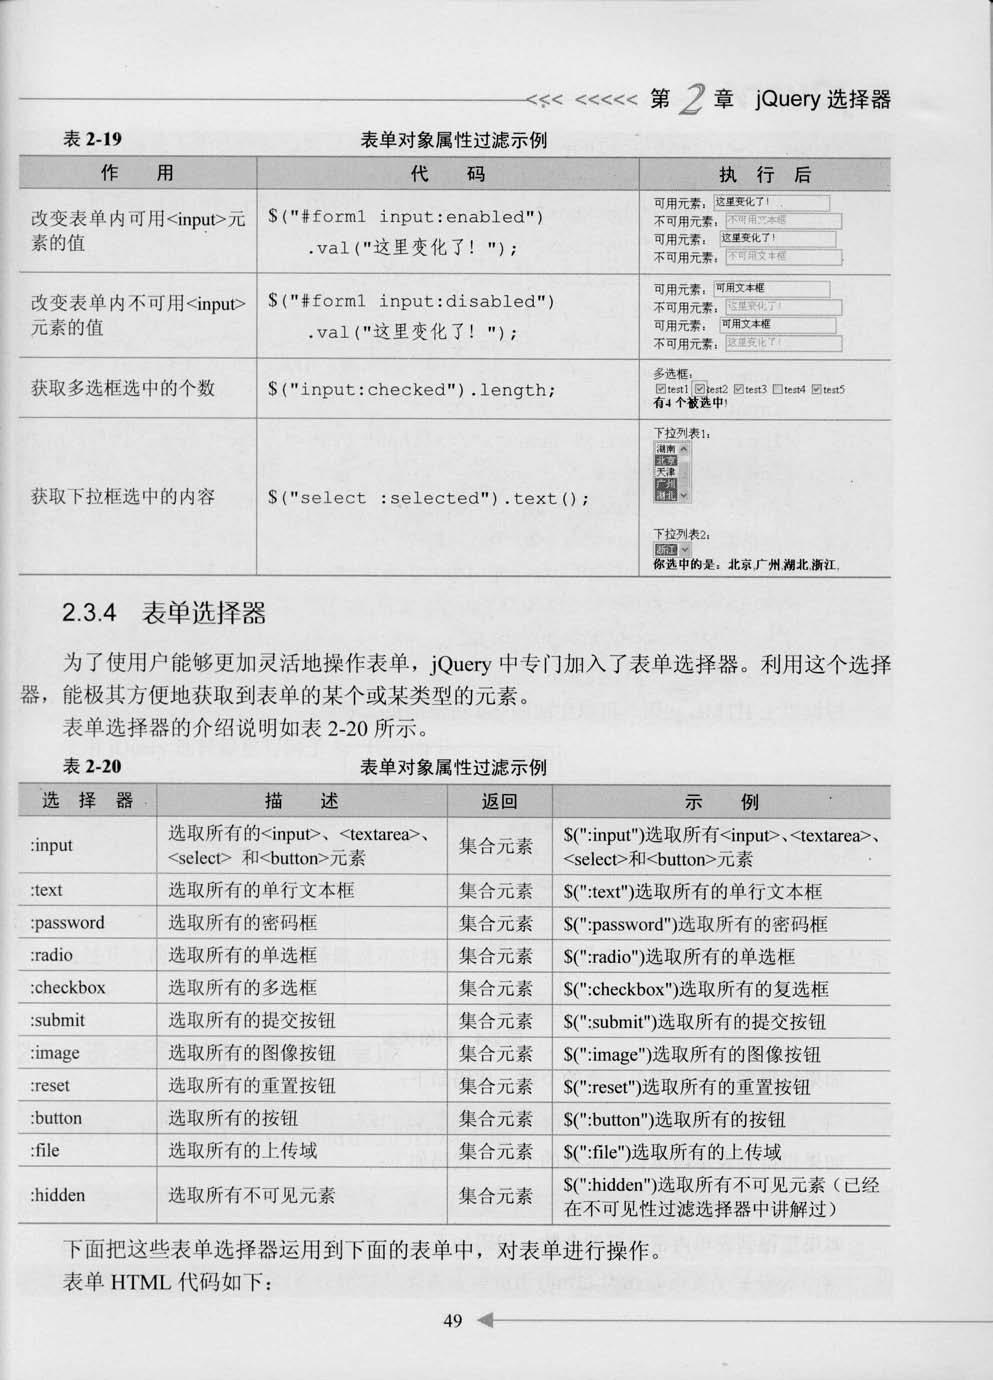 <<< <<<<< 第2章 jQuery 选择器
表 2-19 表单对象属性过滤示例
作 用 代 码 执 行 后
改变表单内可用<input>元
素的值
$("#form1 input:enabled")
.val("这里变化了！");
可用元素：这里变化了！
不可用元素：不可用文本框
可用元素：这里变化了！
不可用元素：不可用文本框
改变表单内不可用<input>
元素的值
$("#form1 input:disabled")
.val("这里变化了！");
可用元素：可用文本框
不可用元素：这里变化了！
可用元素：可用文本框
不可用元素：这里变化了！
获取多选框选中的个数
$("input:checked").length;
多选框：
test1 test2 test3 test4 test5
有4 个被选中!
获取下拉框选中的内容
$("select :selected").text();
下拉列表1：
湖南
北京
天津
广州
湖北
下拉列表2：
浙江
你选中的是：北京,广州,湖北,浙江,
2.3.4 表单选择器
为了使用户能够更加灵活地操作表单，jQuery 中专门加入了表单选择器。利用这个选择
器，能极其方便地获取到表单的某个或某类型的元素。
表单选择器的介绍说明如表 2-20 所示。
表 2-20 表单对象属性过滤示例
选 择 器 描 述 返回 示 例
:input
选取所有的<input>、<textarea>、
<select> 和<button>元素
集合元素
$(":input")选取所有<input>、<textarea>、
<select>和<button>元素
:text 选取所有的单行文本框 集合元素 $(":text")选取所有的单行文本框
:password 选取所有的密码框 集合元素 $(":password")选取所有的密码框
:radio 选取所有的单选框 集合元素 $(":radio")选取所有的单选框
:checkbox 选取所有的多选框 集合元素 $(":checkbox")选取所有的复选框
:submit 选取所有的提交按钮 集合元素 $(":submit")选取所有的提交按钮
:image 选取所有的图像按钮 集合元素 $(":image")选取所有的图像按钮
:reset 选取所有的重置按钮 集合元素 $(":reset")选取所有的重置按钮
:button 选取所有的按钮 集合元素 $(":button")选取所有的按钮
:file 选取所有的上传域 集合元素 $(":file")选取所有的上传域
:hidden 选取所有不可见元素 集合元素
$(":hidden")选取所有不可见元素（已经
在不可见性过滤选择器中讲解过）
下面把这些表单选择器运用到下面的表单中，对表单进行操作。
表单 HTML 代码如下：
49